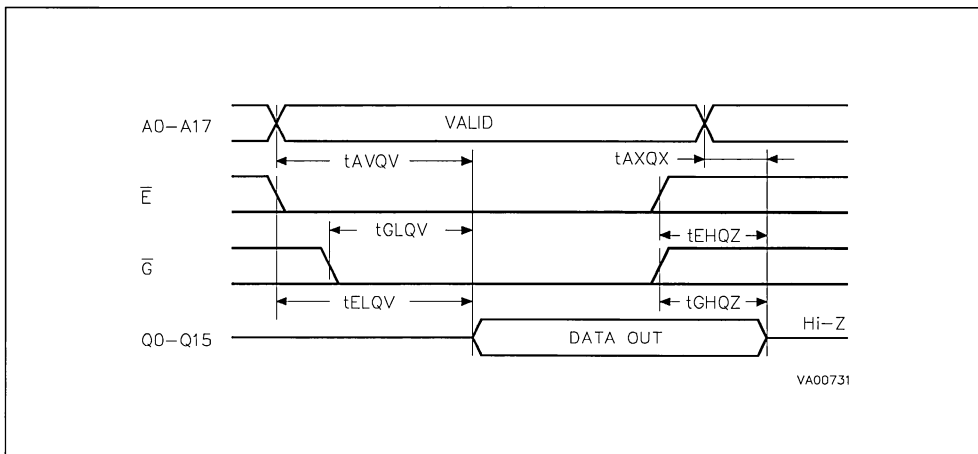 A0-A17
VALID
tAVQV
tAXQX
E̅
tGLQV
tEHQZ
G̅
tELQV
tGHQZ
Q0-Q15
DATA OUT
Hi-Z
VA00731